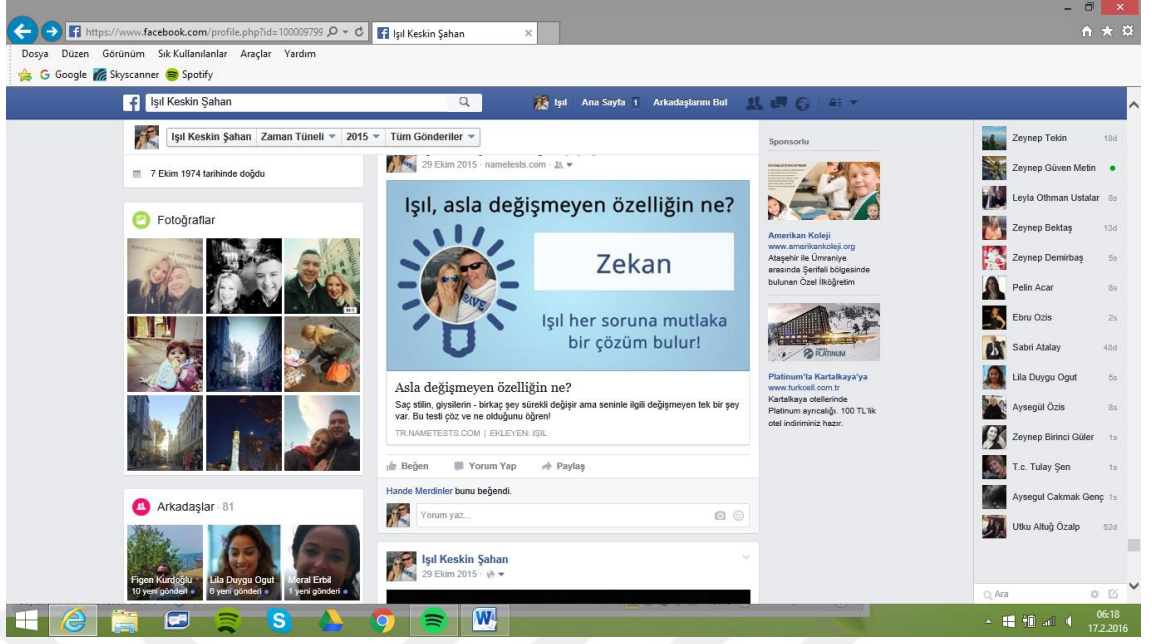 https://www.facebook.com/profile.php?id=100009799
Işıl Keskin Şahan
Dosya Düzen Görünüm Sık Kullanılanlar Araçlar Yardım
Google Skyscanner Spotify
Işıl Keskin Şahan
Işıl Ana Sayfa 1 Arkadaşlarını Bul
Işıl Keskin Şahan Zaman Tüneli 2015 Tüm Gönderiler
7 Ekim 1974 tarihinde doğdu
Fotoğraflar
Arkadaşlar · 81
Figen Kurdoğlu
10 yeni gönderi
Lila Duygu Ogut
6 yeni gönderi
Meral Erbil
1 yeni gönderi
29 Ekim 2015 · nametests.com ·
Işıl, asla değişmeyen özelliğin ne?
Zekan
Işıl her soruna mutlaka
bir çözüm bulur!
Asla değişmeyen özelliğin ne?
Saç stilin, giysilerin - birkaç şey sürekli değişir ama seninle ilgili değişmeyen tek bir şey
var. Bu testi çöz ve ne olduğunu öğren!
TR.NAMETESTS.COM | EKLEYEN: IŞIL
Beğen Yorum Yap Paylaş
Hande Merdinler bunu beğendi.
Yorum yaz...
Işıl Keskin Şahan
29 Ekim 2015 ·
Sponsorlu
Amerikan Koleji
www.amerikankoleji.org
Ataşehir ile Ümraniye
arasında Şerifali bölgesinde
bulunan Özel İlköğretim
PLATINUM
Platinum'la Kartalkaya'ya
www.turkcell.com.tr
Kartalkaya otellerinde
Platinum ayrıcalığı. 100 TL'lik
otel indiriminiz hazır.
Zeynep Tekin 18d
Zeynep Güven Metin
Leyla Othman Ustalar 8s
Zeynep Bektaş 13d
Zeynep Demirbaş 5s
Pelin Acar 8s
Ebru Ozis 2s
Sabri Atalay 48d
Lila Duygu Ogut 5s
Ayşegül Özis 8s
Zeynep Birinci Güler 1s
T.c. Tulay Şen 1s
Aysegul Cakmak Genç 1s
Utku Altuğ Özalp 52d
Ara
06:18
17.2.2016